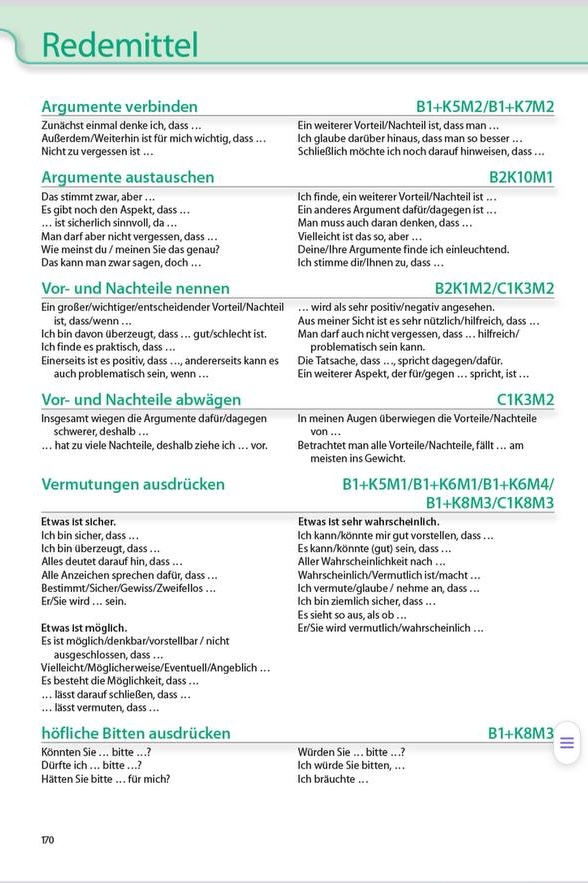 Redemittel
Argumente verbinden B1+K5M2/B1+K7M2
Zunächst einmal denke ich, dass …
Außerdem/Weiterhin ist für mich wichtig, dass …
Nicht zu vergessen ist …
Ein weiterer Vorteil/Nachteil ist, dass man …
Ich glaube darüber hinaus, dass man so besser …
Schließlich möchte ich noch darauf hinweisen, dass …
Argumente austauschen B2K10M1
Das stimmt zwar, aber …
Es gibt noch den Aspekt, dass …
… ist sicherlich sinnvoll, da …
Man darf aber nicht vergessen, dass …
Wie meinst du / meinen Sie das genau?
Das kann man zwar sagen, doch …
Ich finde, ein weiterer Vorteil/Nachteil ist …
Ein anderes Argument dafür/dagegen ist …
Man muss auch daran denken, dass …
Vielleicht ist das so, aber …
Deine/Ihre Argumente finde ich einleuchtend.
Ich stimme dir/Ihnen zu, dass …
Vor- und Nachteile nennen B2K1M2/C1K3M2
Ein großer/wichtiger/entscheidender Vorteil/Nachteil
ist, dass/wenn …
Ich bin davon überzeugt, dass … gut/schlecht ist.
Ich finde es praktisch, dass …
Einerseits ist es positiv, dass …, andererseits kann es
auch problematisch sein, wenn …
… wird als sehr positiv/negativ angesehen.
Aus meiner Sicht ist es sehr nützlich/hilfreich, dass …
Man darf auch nicht vergessen, dass … hilfreich/
problematisch sein kann.
Die Tatsache, dass …, spricht dagegen/dafür.
Ein weiterer Aspekt, der für/gegen … spricht, ist …
Vor- und Nachteile abwägen C1K3M2
Insgesamt wiegen die Argumente dafür/dagegen
schwerer, deshalb …
… hat zu viele Nachteile, deshalb ziehe ich … vor.
In meinen Augen überwiegen die Vorteile/Nachteile
von …
Betrachtet man alle Vorteile/Nachteile, fällt … am
meisten ins Gewicht.
Vermutungen ausdrücken B1+K5M1/B1+K6M1/B1+K6M4/
B1+K8M3/C1K8M3
Etwas ist sicher.
Ich bin sicher, dass …
Ich bin überzeugt, dass …
Alles deutet darauf hin, dass …
Alle Anzeichen sprechen dafür, dass …
Bestimmt/Sicher/Gewiss/Zweifellos …
Er/Sie wird … sein.
Etwas ist möglich.
Es ist möglich/denkbar/vorstellbar / nicht
ausgeschlossen, dass …
Vielleicht/Möglicherweise/Eventuell/Angeblich …
Es besteht die Möglichkeit, dass …
… lässt darauf schließen, dass …
… lässt vermuten, dass …
Etwas ist sehr wahrscheinlich.
Ich kann/könnte mir gut vorstellen, dass …
Es kann/könnte (gut) sein, dass …
Aller Wahrscheinlichkeit nach …
Wahrscheinlich/Vermutlich ist/macht …
Ich vermute/glaube / nehme an, dass …
Ich bin ziemlich sicher, dass …
Es sieht so aus, als ob …
Er/Sie wird vermutlich/wahrscheinlich …
höfliche Bitten ausdrücken B1+K8M3
Könnten Sie … bitte …?
Dürfte ich … bitte …?
Hätten Sie bitte … für mich?
Würden Sie … bitte …?
Ich würde Sie bitten, …
Ich bräuchte …
170